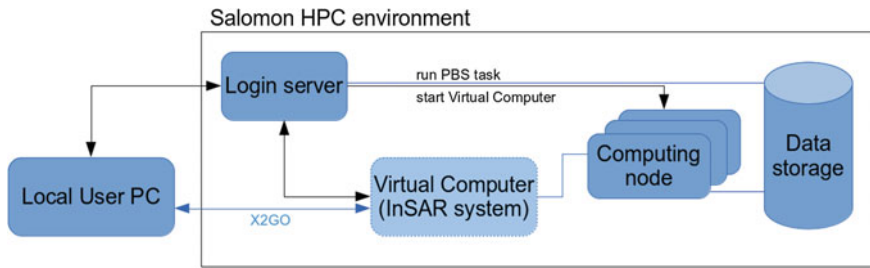 Salomon HPC environment
Login server
run PBS task
start Virtual Computer
Computing
node
Data
storage
Local User PC
X2GO
Virtual Computer
(InSAR system)